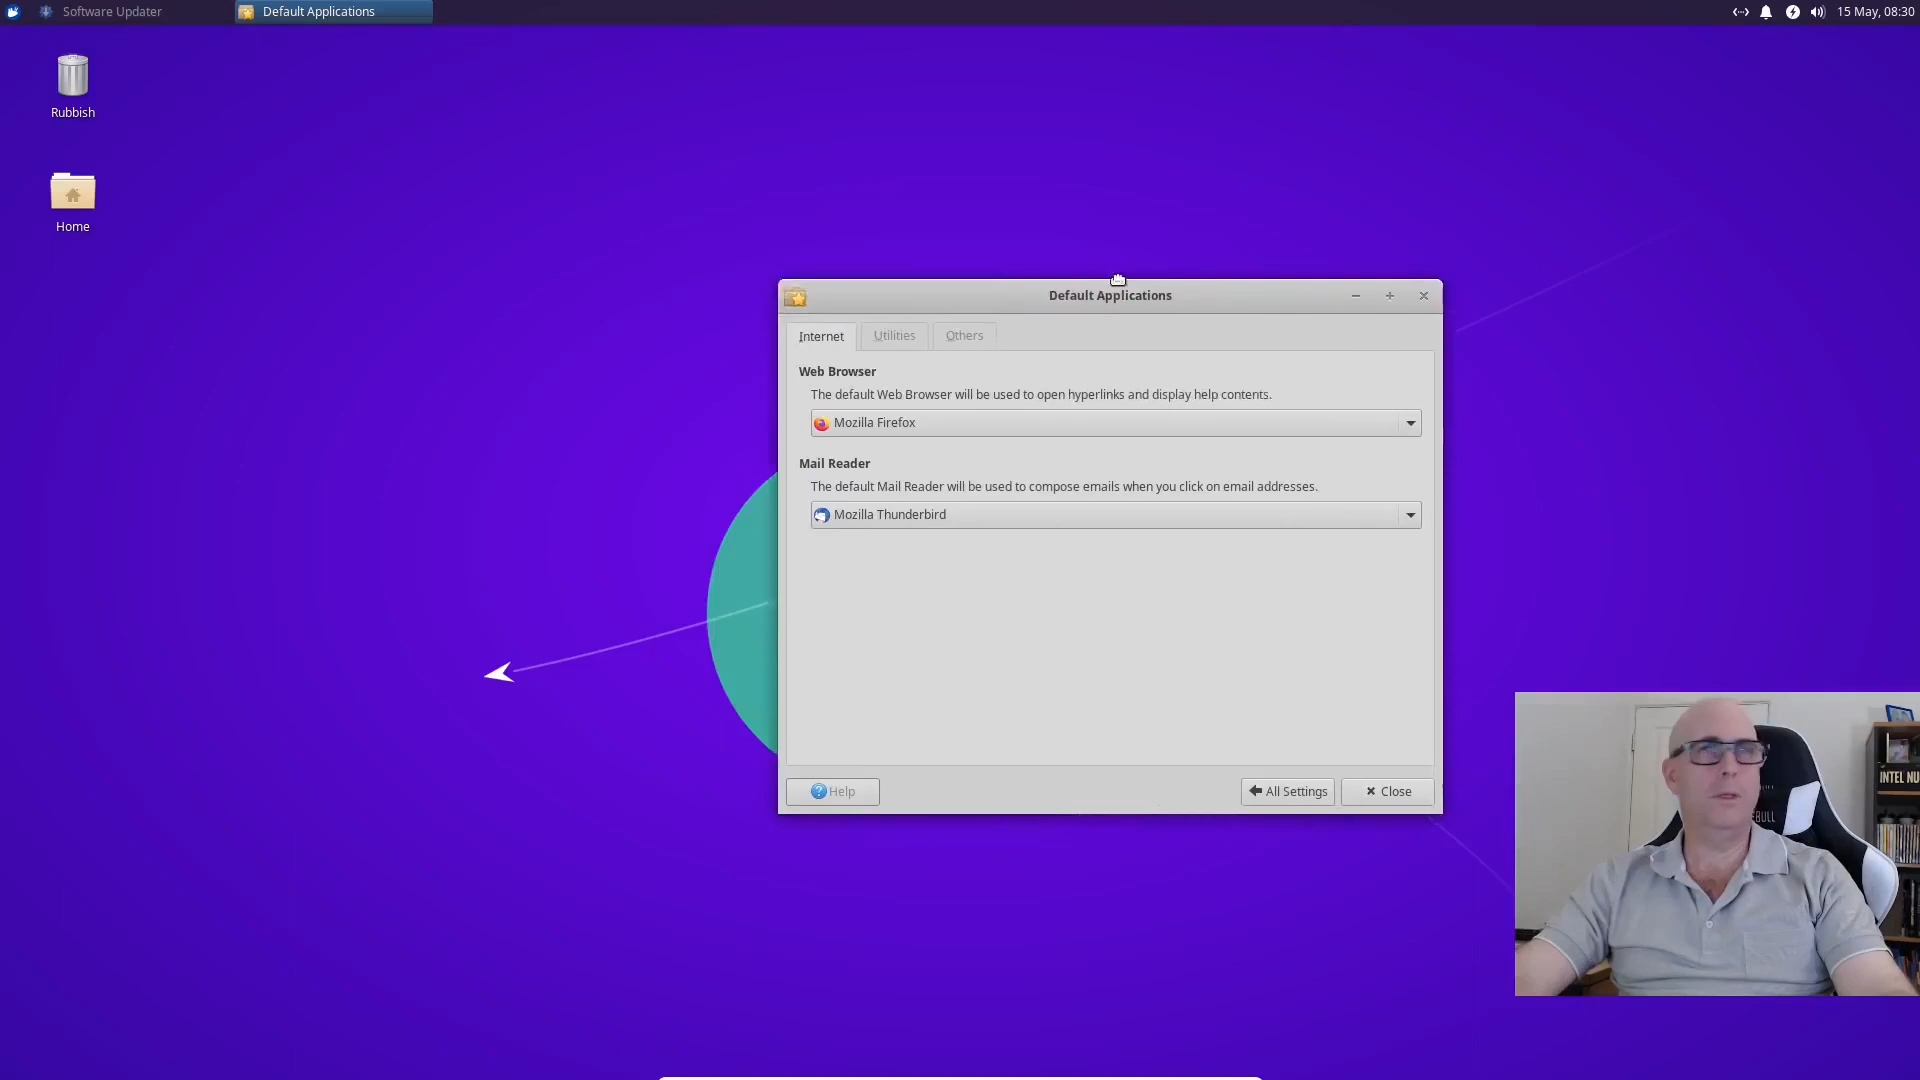 Software Updater
Default Applications
15 May, 08:30
Rubbish
Home
Default Applications
Internet
Utilities
Others
Web Browser
The default Web Browser will be used to open hyperlinks and display help contents.
Mozilla Firefox
Mail Reader
The default Mail Reader will be used to compose emails when you click on email addresses.
Mozilla Thunderbird
Help
All Settings
Close
INTEL NU